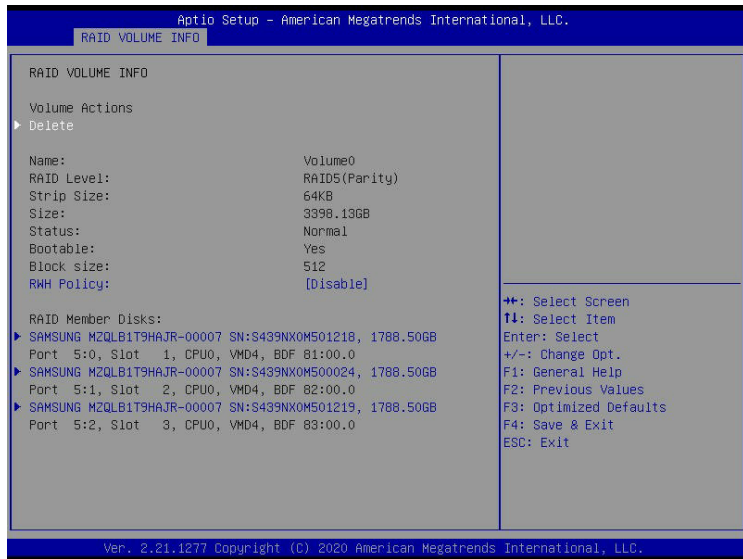 Aptio Setup – American Megatrends International, LLC.
RAID VOLUME INFO
RAID VOLUME INFO
Volume Actions
▶ Delete
Name: Volume0
RAID Level: RAID5(Parity)
Strip Size: 64KB
Size: 3398.13GB
Status: Normal
Bootable: Yes
Block size: 512
RWH Policy: [Disable]
RAID Member Disks:
▶ SAMSUNG MZQLB1T9HAJR-00007 SN:S439NX0M501218, 1788.50GB
Port 5:0, Slot 1, CPU0, VMD4, BDF 81:00.0
▶ SAMSUNG MZQLB1T9HAJR-00007 SN:S439NX0M500024, 1788.50GB
Port 5:1, Slot 2, CPU0, VMD4, BDF 82:00.0
▶ SAMSUNG MZQLB1T9HAJR-00007 SN:S439NX0M501219, 1788.50GB
Port 5:2, Slot 3, CPU0, VMD4, BDF 83:00.0
→←: Select Screen
↑↓: Select Item
Enter: Select
+/-: Change Opt.
F1: General Help
F2: Previous Values
F3: Optimized Defaults
F4: Save & Exit
ESC: Exit
Ver. 2.21.1277 Copyright (C) 2020 American Megatrends International, LLC.